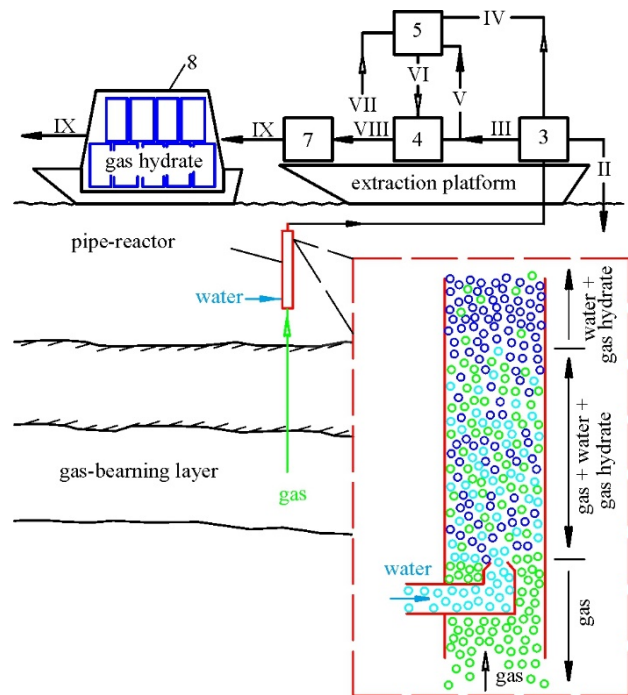 5
IV
8
VI
VII
V
IX
IX
7
VIII
4
III
3
II
gas hydrate
extraction platform
pipe-reactor
water
gas-bearning layer
gas
water +
gas hydrate
gas + water +
gas hydrate
water
gas
gas